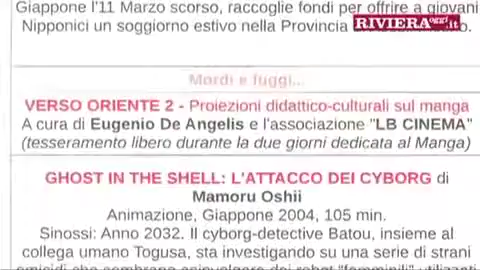 Giappone l'11 Marzo scorso, raccoglie fondi per offrire a giovani
Nipponici un soggiorno estivo nella Provincia
RIVIERA oggi.it
Mordi e fuggi...
VERSO ORIENTE 2 - Proiezioni didattico-culturali sul manga
A cura di Eugenio De Angelis e l'associazione "LB CINEMA"
(tesseramento libero durante la due giorni dedicata al Manga)
GHOST IN THE SHELL: L'ATTACCO DEI CYBORG di
Mamoru Oshii
Animazione, Giappone 2004, 105 min.
Sinossi: Anno 2032. Il cyborg-detective Batou, insieme al
collega umano Togusa, sta investigando su una serie di strani